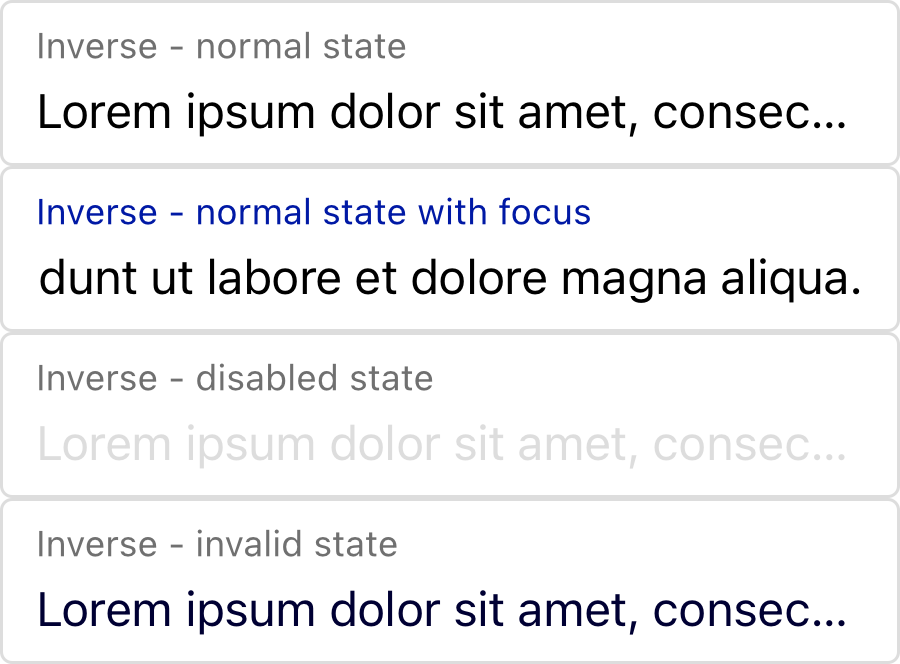 Inverse - normal state
Lorem ipsum dolor sit amet, consec...
Inverse - normal state with focus
dunt ut labore et dolore magna aliqua.
Inverse - disabled state
Lorem ipsum dolor sit amet, consec...
Inverse - invalid state
Lorem ipsum dolor sit amet, consec...